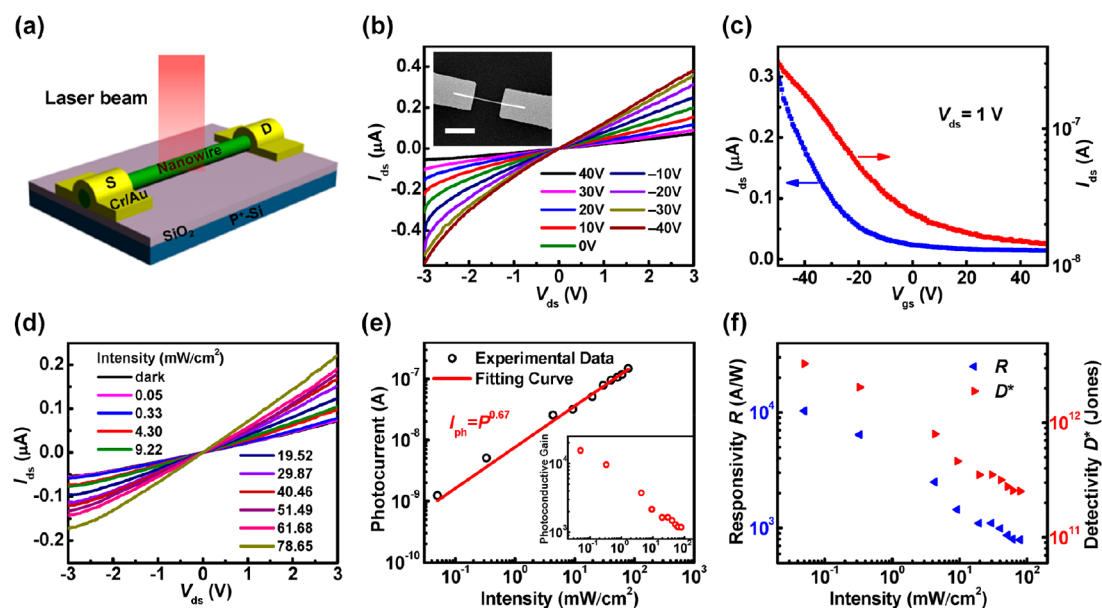 (a)
Laser beam
D
Nanowire
S
Cr/Au
SiO2
P+-Si
(b)
Ids (μA)
0.4
0.2
0.0
-0.2
-0.4
40V
30V
20V
10V
0V
–10V
–20V
–30V
–40V
-3 -2 -1 0 1 2 3
Vds (V)
(c)
Ids (μA)
0.3
0.2
0.1
0.0
Vds = 1 V
10-7
10-8
Ids (A)
-40 -20 0 20 40
Vgs (V)
(d)
Ids (μA)
0.2
0.1
0.0
-0.1
-0.2
Intensity (mW/cm2)
dark
0.05
0.33
4.30
9.22
19.52
29.87
40.46
51.49
61.68
78.65
-3 -2 -1 0 1 2 3
Vds (V)
(e)
Photocurrent (A)
10-6
10-7
10-8
10-9
10-10
Experimental Data
Fitting Curve
Iph=P0.67
Photoconductive Gain
104
103
10-1 100 101 102
10-1 100 101 102 103
Intensity (mW/cm2)
(f)
Responsivity R (A/W)
104
103
R
D*
1012
1011
Detectivity D* (Jones)
10-1 100 101 102
Intensity (mW/cm2)